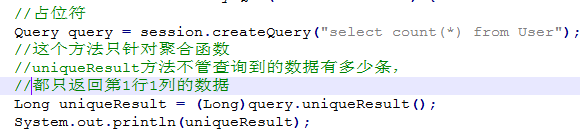 //占位符
Query query = session.createQuery("select count(*) from User");
//这个方法只针对聚合函数
//uniqueResult方法不管查询到的数据有多少条,
//都只返回第1行1列的数据
Long uniqueResult = (Long)query.uniqueResult();
System.out.println(uniqueResult);